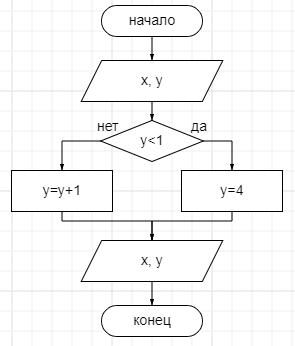 начало
x, y
нет
да
y<1
y=y+1
y=4
x, y
конец